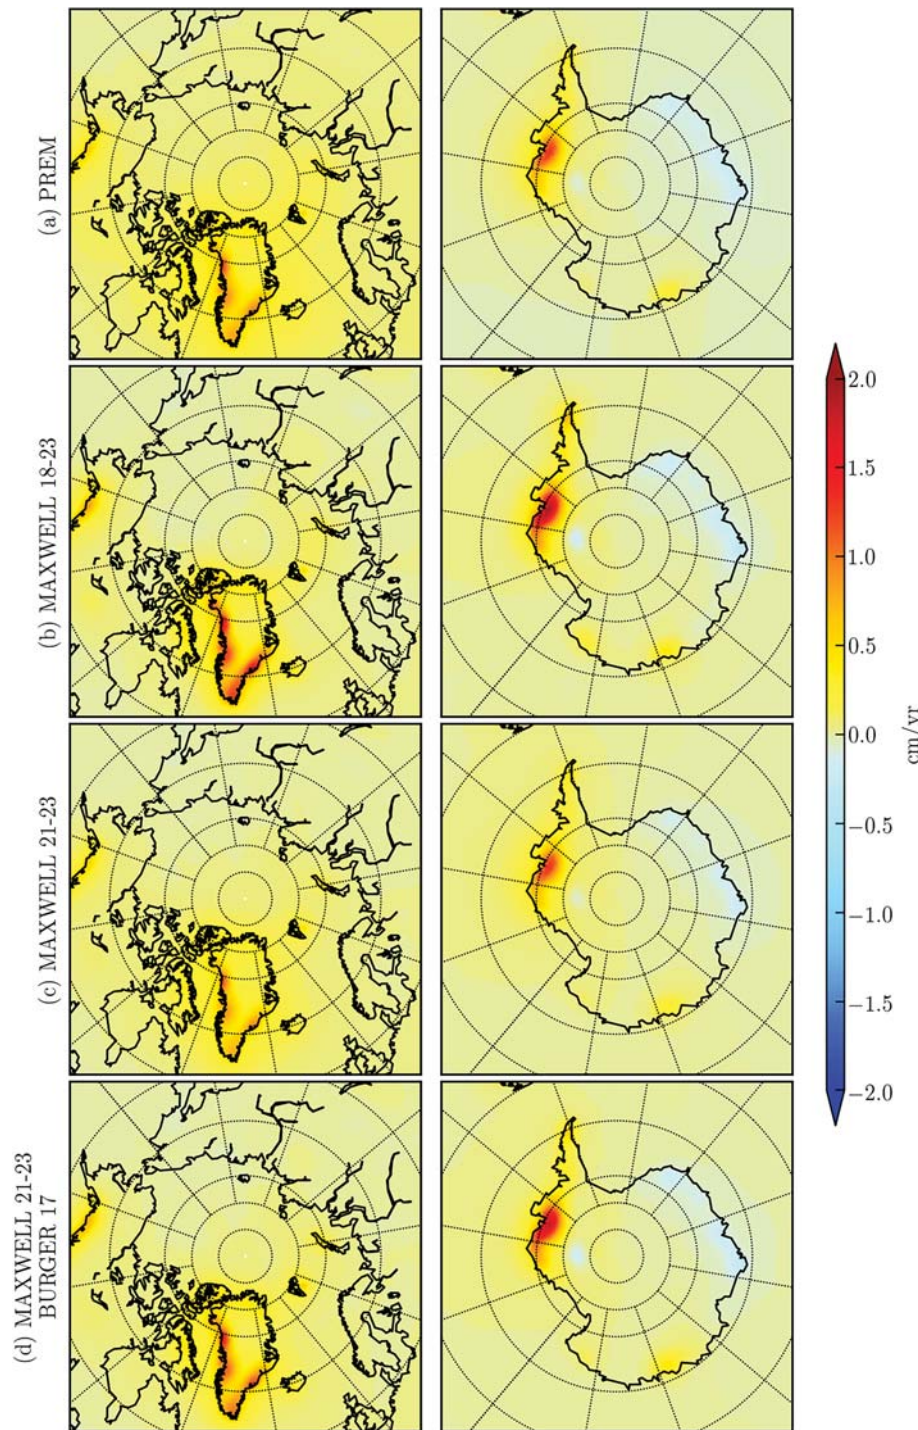 (a) PREM
(b) MAXWELL 18-23
(c) MAXWELL 21-23
(d) MAXWELL 21-23
BURGER 17
2.0
1.5
1.0
0.5
0.0
−0.5
−1.0
−1.5
−2.0
cm/yr